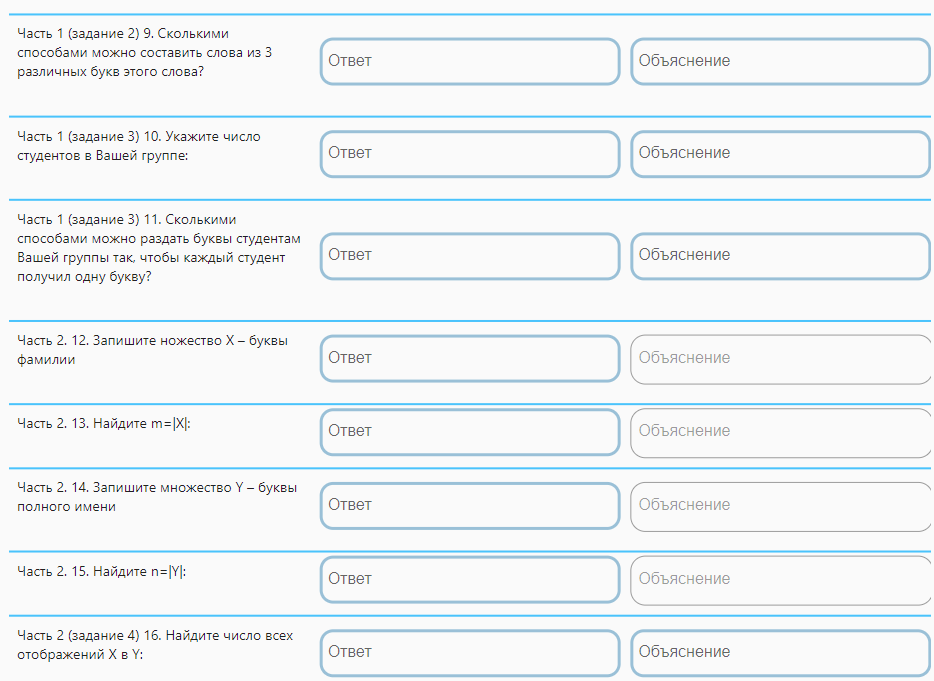 Часть 1 (задание 2) 9. Сколькими
способами можно составить слова из 3
различных букв этого слова?
Ответ
Объяснение
Часть 1 (задание 3) 10. Укажите число
студентов в Вашей группе:
Ответ
Объяснение
Часть 1 (задание 3) 11. Сколькими
способами можно раздать буквы студентам
Вашей группы так, чтобы каждый студент
получил одну букву?
Ответ
Объяснение
Часть 2. 12. Запишите ножество X – буквы
фамилии
Ответ
Объяснение
Часть 2. 13. Найдите m=|X|:
Ответ
Объяснение
Часть 2. 14. Запишите множество Y – буквы
полного имени
Ответ
Объяснение
Часть 2. 15. Найдите n=|Y|:
Ответ
Объяснение
Часть 2 (задание 4) 16. Найдите число всех
отображений X в Y:
Ответ
Объяснение